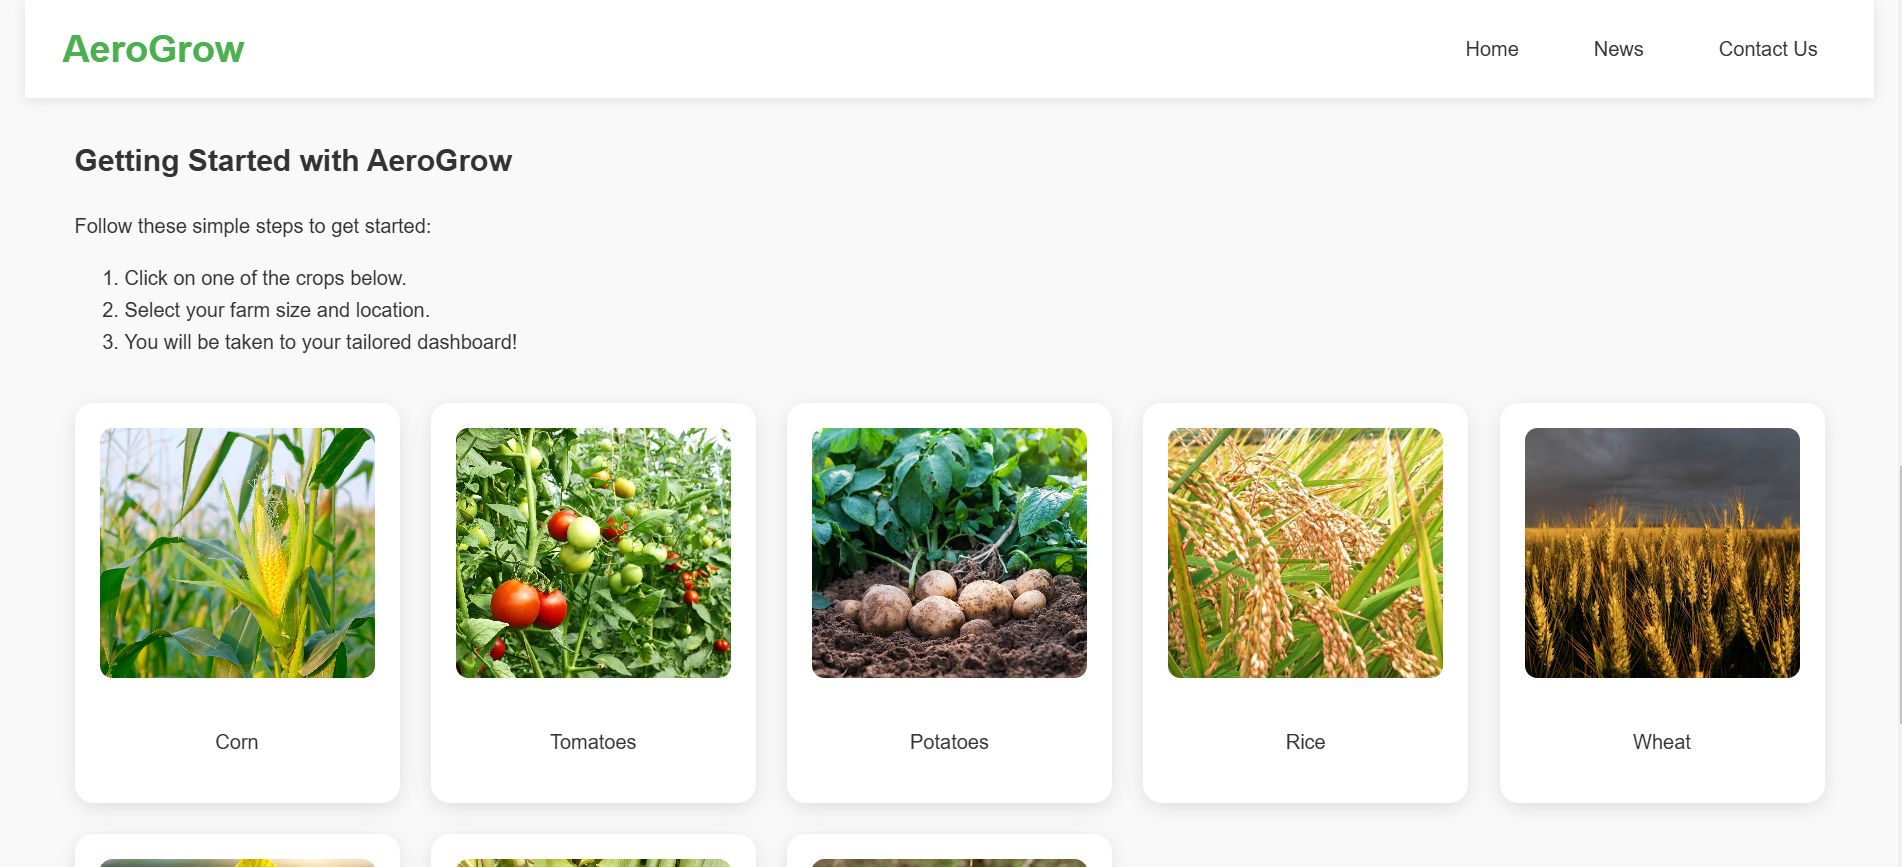 AeroGrow
Home
News
Contact Us
Getting Started with AeroGrow
Follow these simple steps to get started:
1. Click on one of the crops below.
2. Select your farm size and location.
3. You will be taken to your tailored dashboard!
Corn
Tomatoes
Potatoes
Rice
Wheat